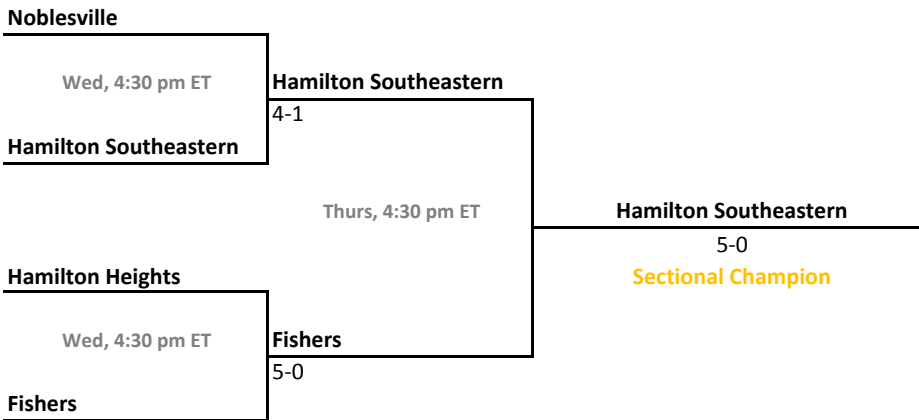 Noblesville
Wed, 4:30 pm ET
Hamilton Southeastern
4-1
Hamilton Southeastern
Thurs, 4:30 pm ET
Hamilton Southeastern
5-0
Sectional Champion
Hamilton Heights
Wed, 4:30 pm ET
Fishers
5-0
Fishers